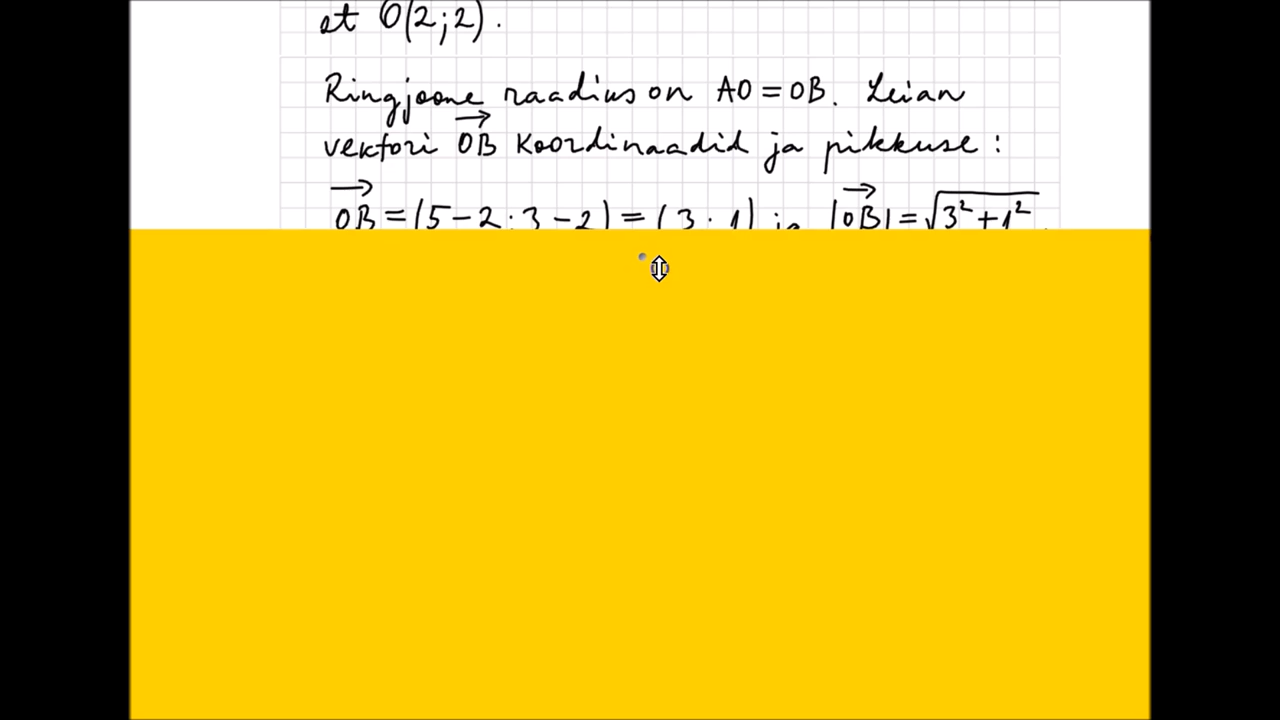 et O(2;2).
Ringjoone raadius on AO = OB. Leian
vektori OB koordinaadid ja pikkuse:
OB = (5-2; 3-2) = (3; 1) ja |OB| = √3²+1²